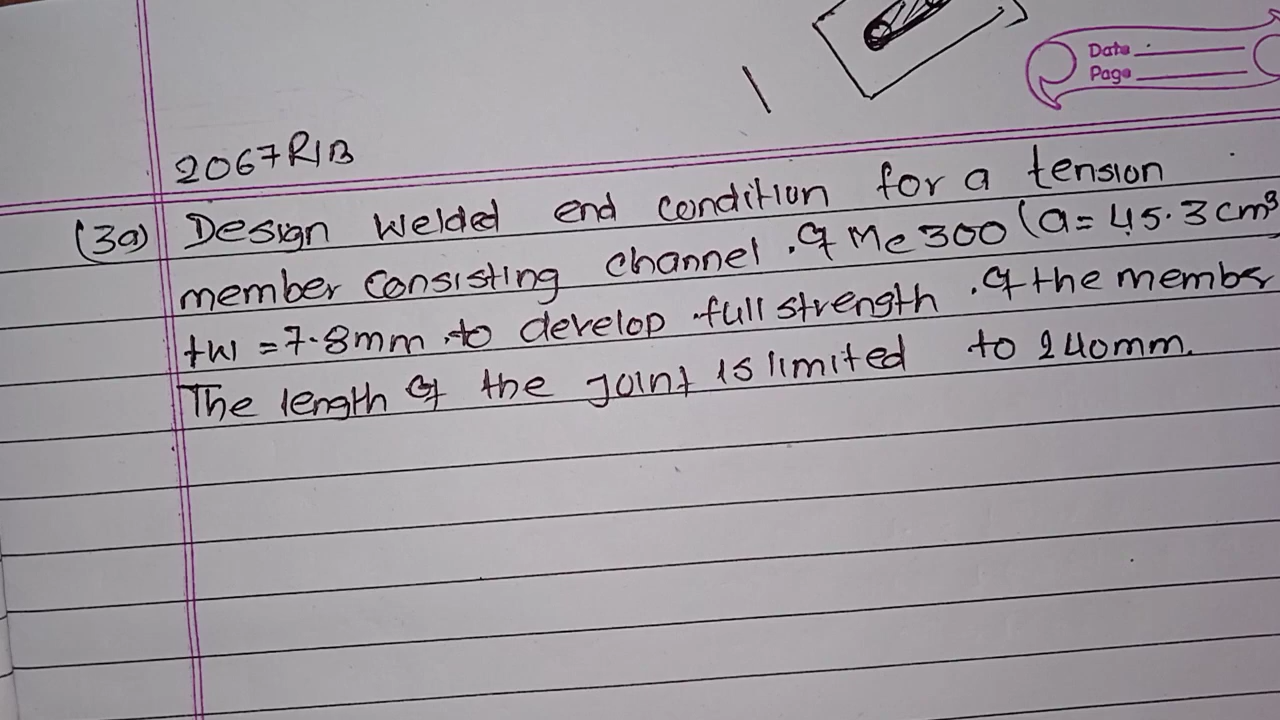 Date
Page
2067 R/B
(3a) Design welded end condition for a tension
member consisting channel of Mc 300 (a = 45.3 cm²
tw = 7.8mm to develop full strength of the member
The length of the joint is limited to 240mm.